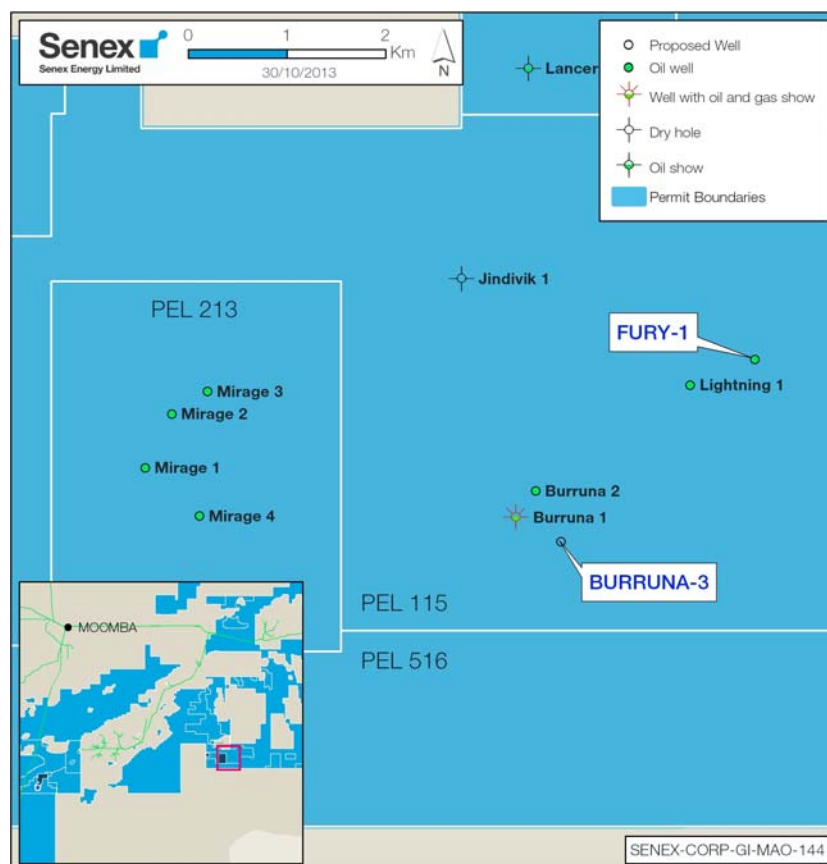 Senex
Senex Energy Limited
0 1 2
Km
30/10/2013
N
Proposed Well
Oil well
Well with oil and gas show
Dry hole
Oil show
Permit Boundaries
Lancer
Jindivik 1
PEL 213
FURY-1
Lightning 1
Mirage 3
Mirage 2
Mirage 1
Mirage 4
Burruna 2
Burruna 1
BURRUNA-3
PEL 115
PEL 516
MOOMBA
SENEX-CORP-GI-MAO-144